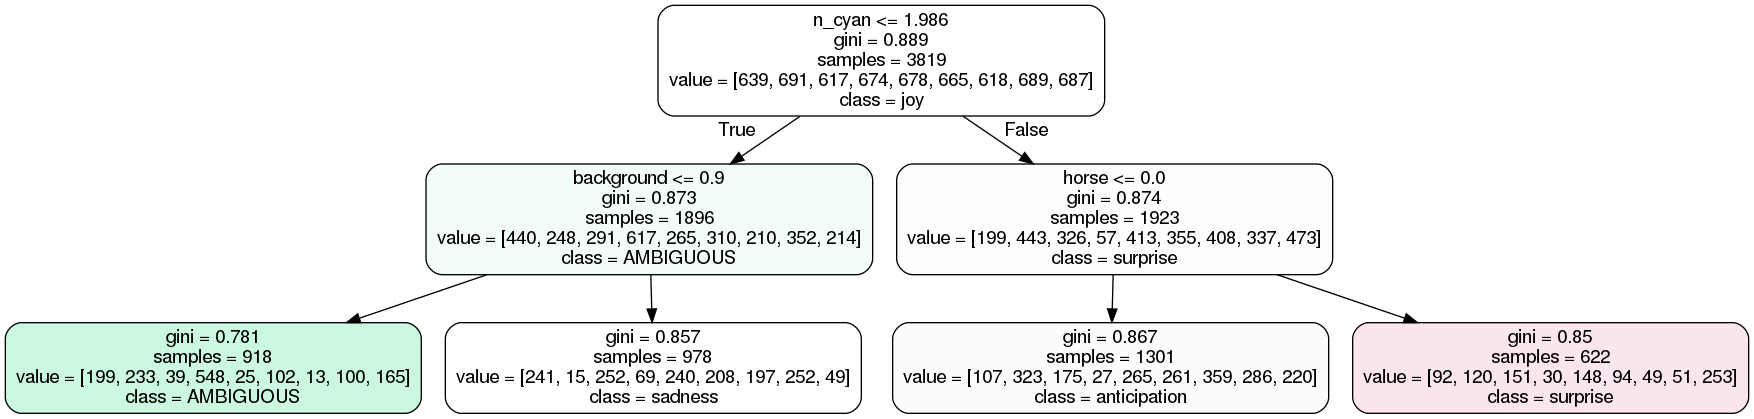 n_cyan <= 1.986
gini = 0.889
samples = 3819
value = [639, 691, 617, 674, 678, 665, 618, 689, 687]
class = joy
True
False
background <= 0.9
gini = 0.873
samples = 1896
value = [440, 248, 291, 617, 265, 310, 210, 352, 214]
class = AMBIGUOUS
horse <= 0.0
gini = 0.874
samples = 1923
value = [199, 443, 326, 57, 413, 355, 408, 337, 473]
class = surprise
gini = 0.781
samples = 918
value = [199, 233, 39, 548, 25, 102, 13, 100, 165]
class = AMBIGUOUS
gini = 0.857
samples = 978
value = [241, 15, 252, 69, 240, 208, 197, 252, 49]
class = sadness
gini = 0.867
samples = 1301
value = [107, 323, 175, 27, 265, 261, 359, 286, 220]
class = anticipation
gini = 0.85
samples = 622
value = [92, 120, 151, 30, 148, 94, 49, 51, 253]
class = surprise